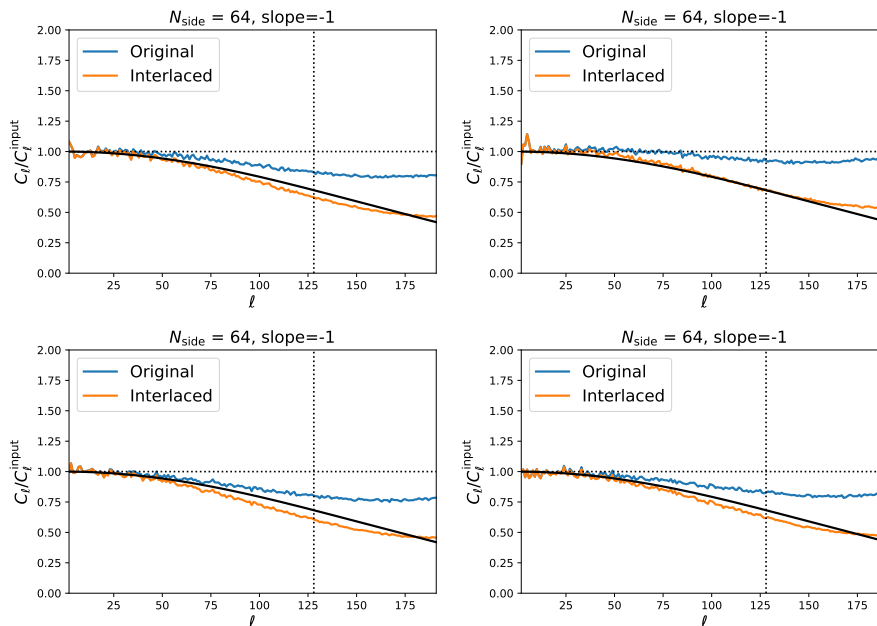 N_side = 64, slope=-1
2.00
1.75
1.50
1.25
1.00
0.75
0.50
0.25
0.00
C_ℓ/C_ℓ^input
Original
Interlaced
25 50 75 100 125 150 175
ℓ
N_side = 64, slope=-1
2.00
1.75
1.50
1.25
1.00
0.75
0.50
0.25
0.00
C_ℓ/C_ℓ^input
Original
Interlaced
25 50 75 100 125 150 175
ℓ
N_side = 64, slope=-1
2.00
1.75
1.50
1.25
1.00
0.75
0.50
0.25
0.00
C_ℓ/C_ℓ^input
Original
Interlaced
25 50 75 100 125 150 175
ℓ
N_side = 64, slope=-1
2.00
1.75
1.50
1.25
1.00
0.75
0.50
0.25
0.00
C_ℓ/C_ℓ^input
Original
Interlaced
25 50 75 100 125 150 175
ℓ